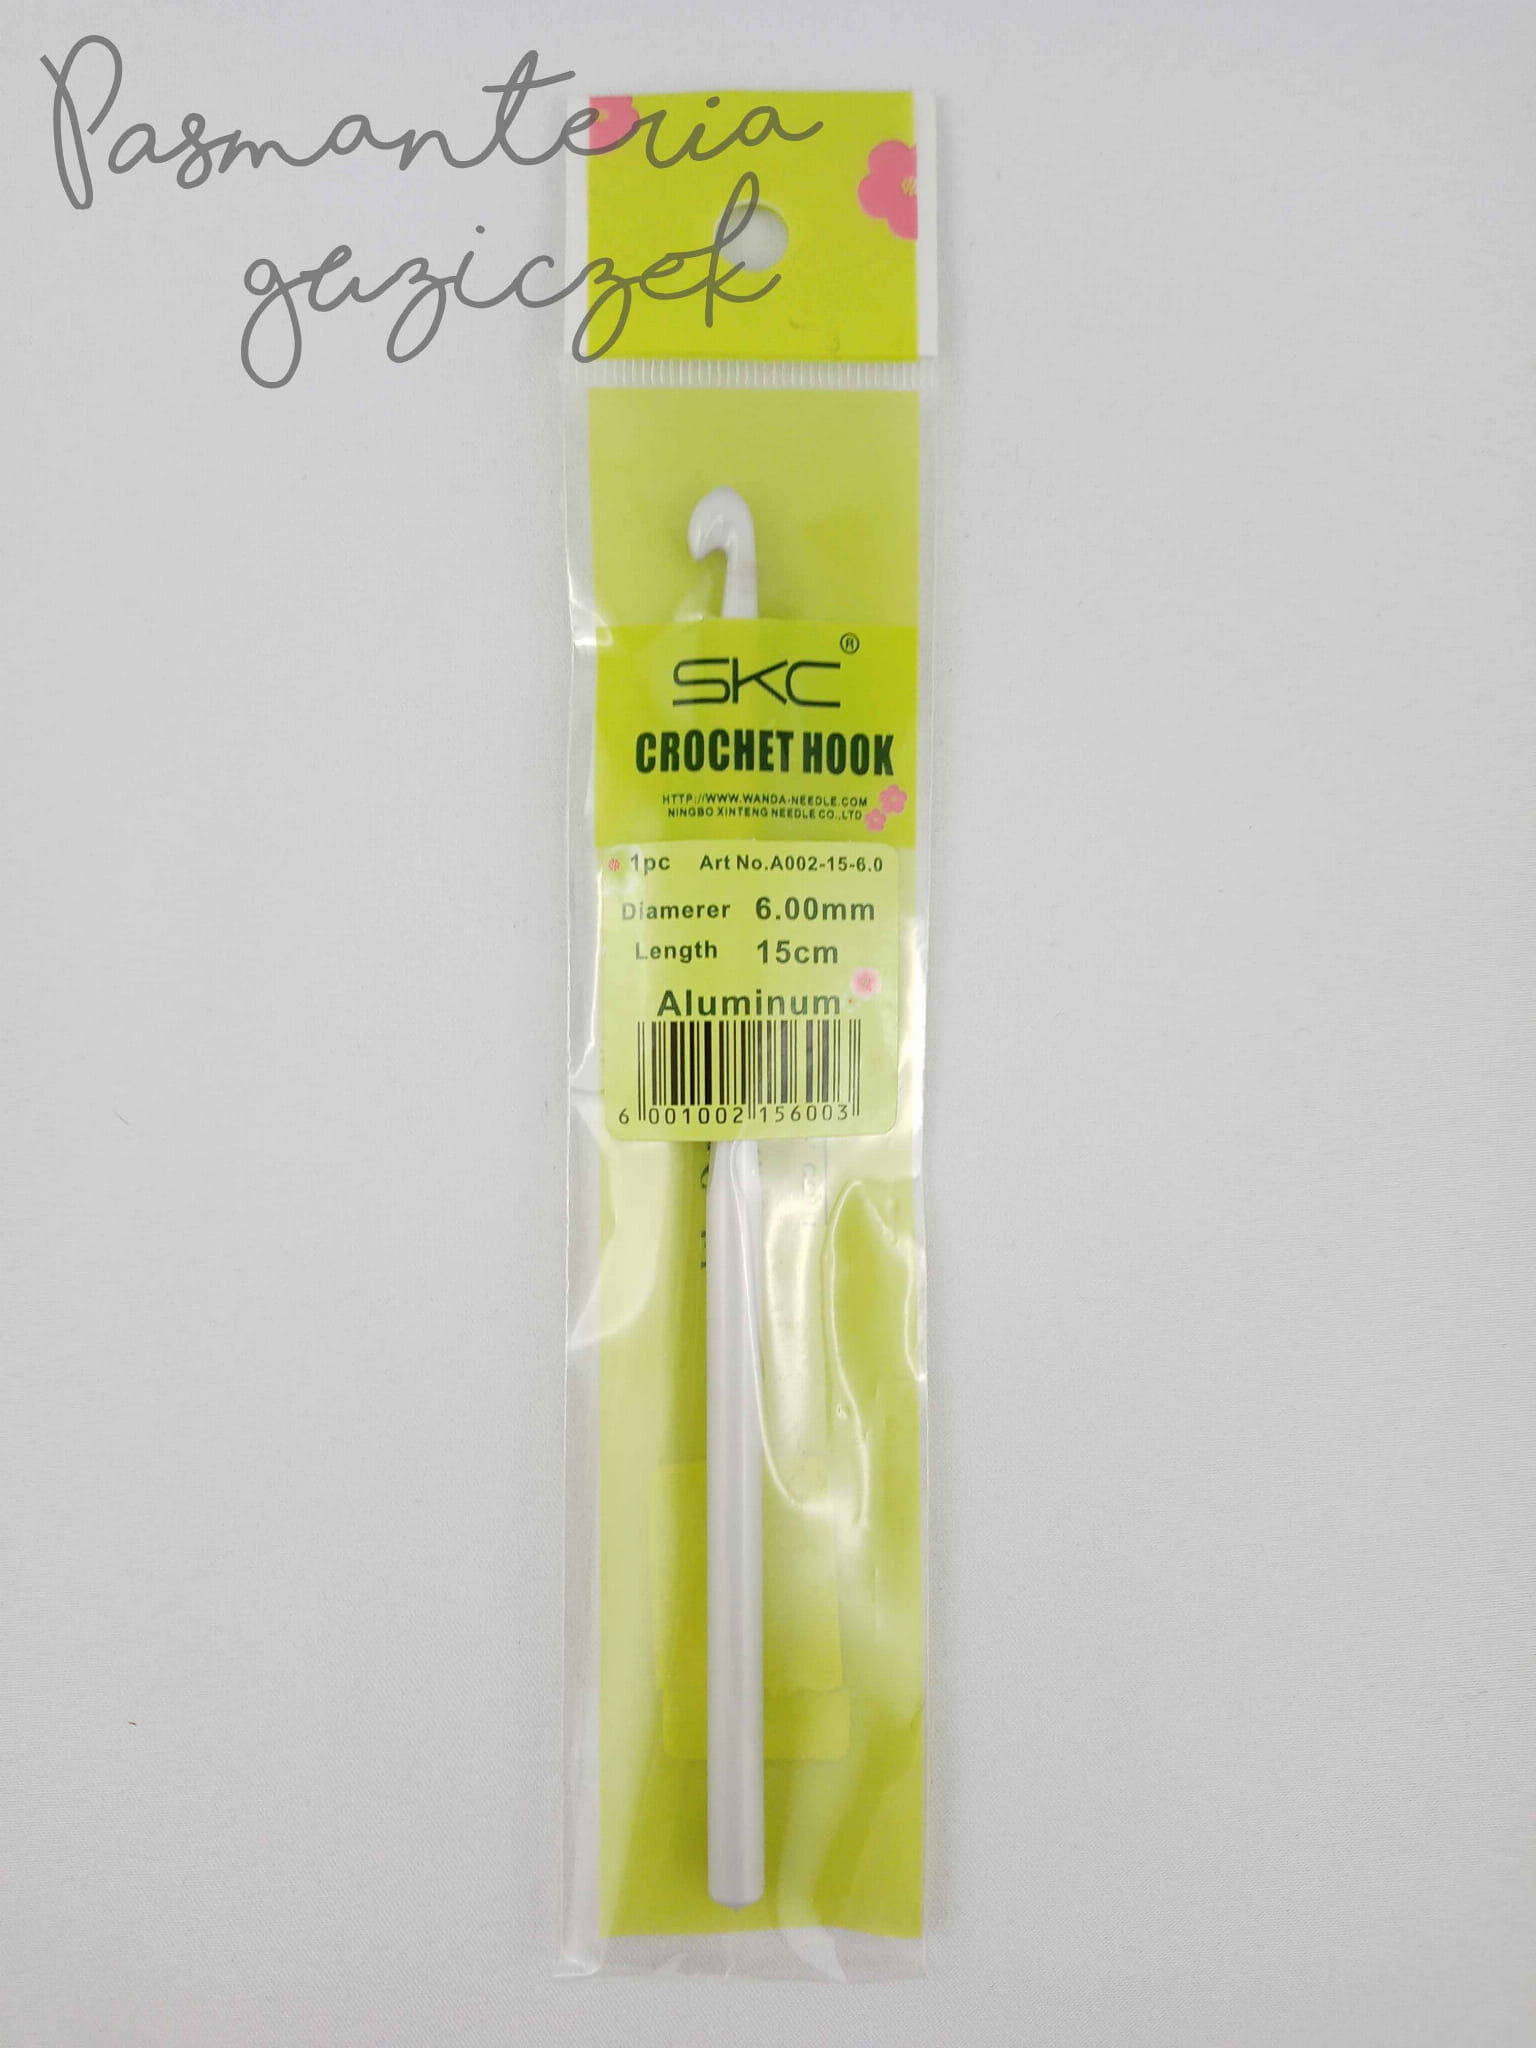 Pasmanteria
guziczek
SKC®
CROCHET HOOK
HTTP://WWW.WANDA-NEEDLE.COM
NINGBO XINTENG NEEDLE CO.,LTD
1pc Art No.A002-15-6.0
Diamerer 6.00mm
Length 15cm
Aluminum
6 001002 156003